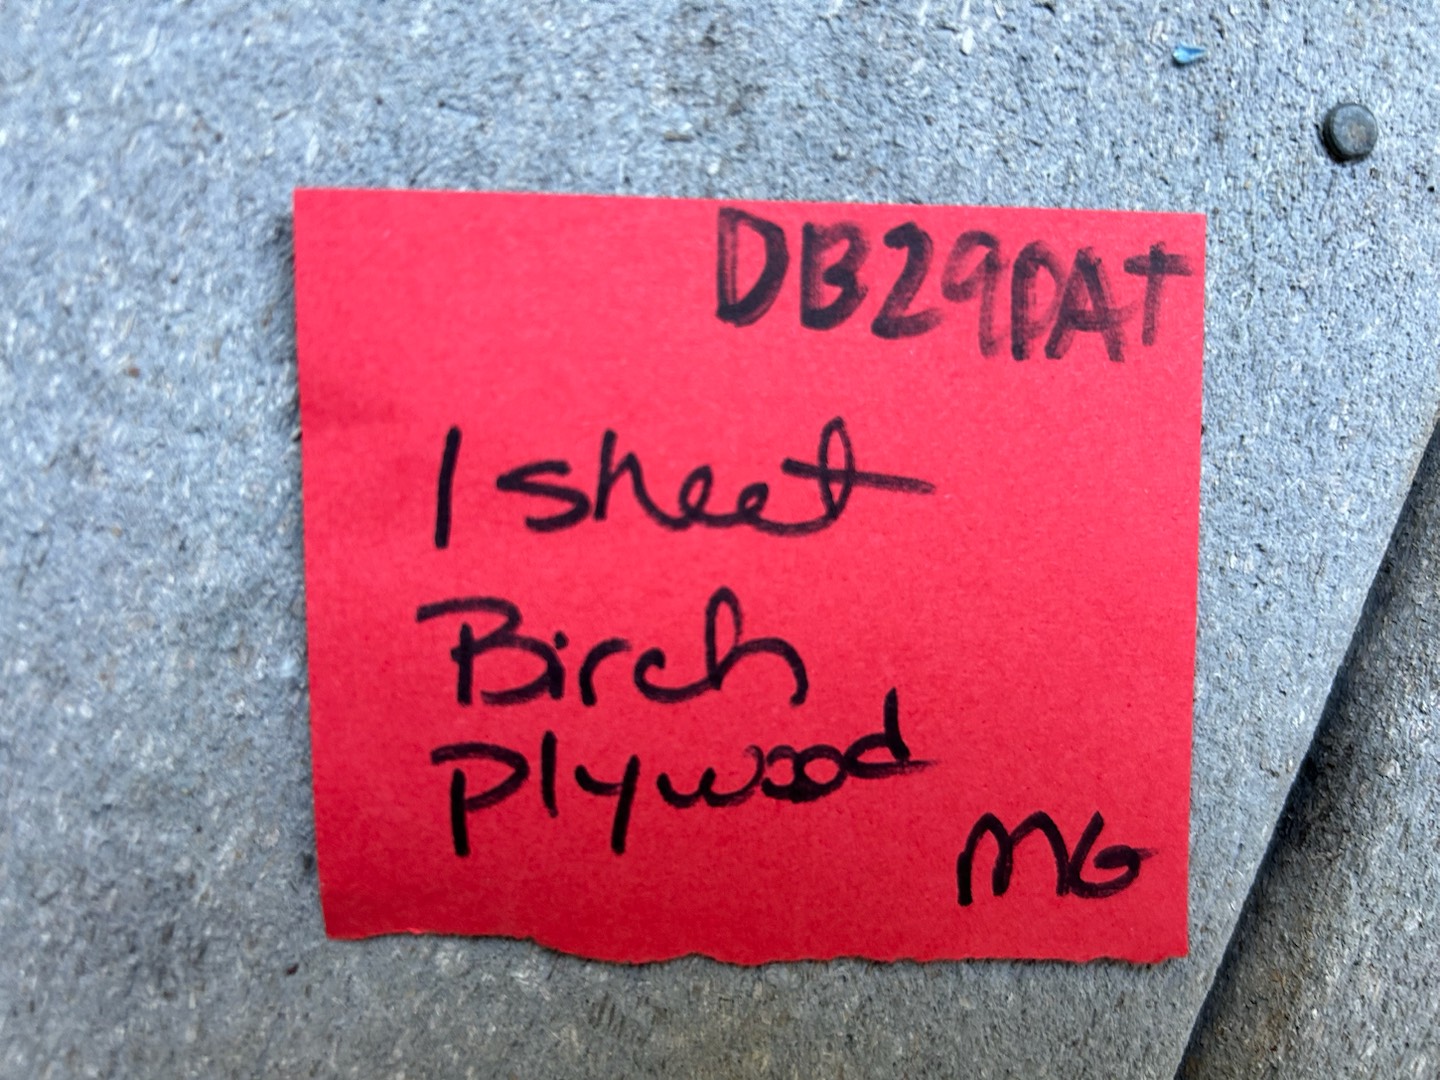 DB29PAT
1 sheet
Birch
Plywood
MG